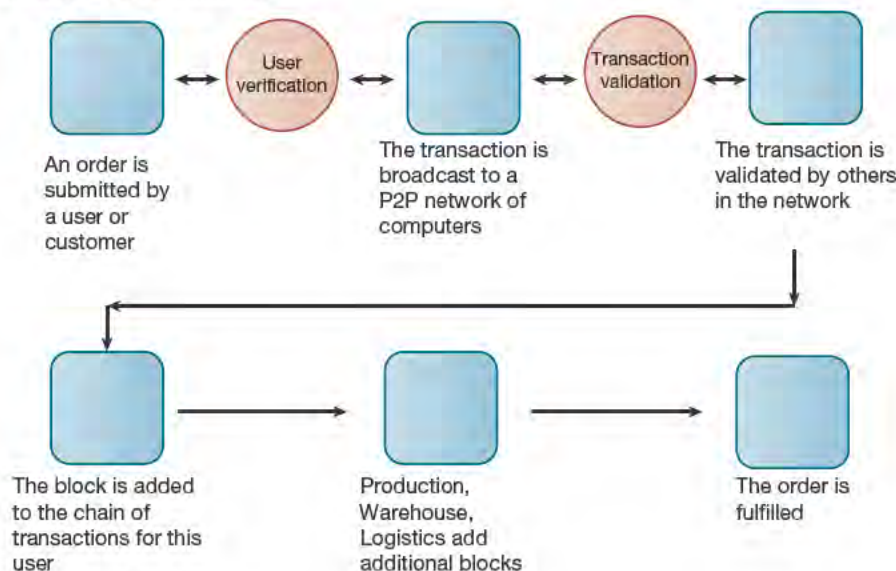 User
verification
Transaction
validation
An order is
submitted by
a user or
customer
The transaction is
broadcast to a
P2P network of
computers
The transaction is
validated by others
in the network
The block is added
to the chain of
transactions for this
user
Production,
Warehouse,
Logistics add
additional blocks
The order is
fulfilled